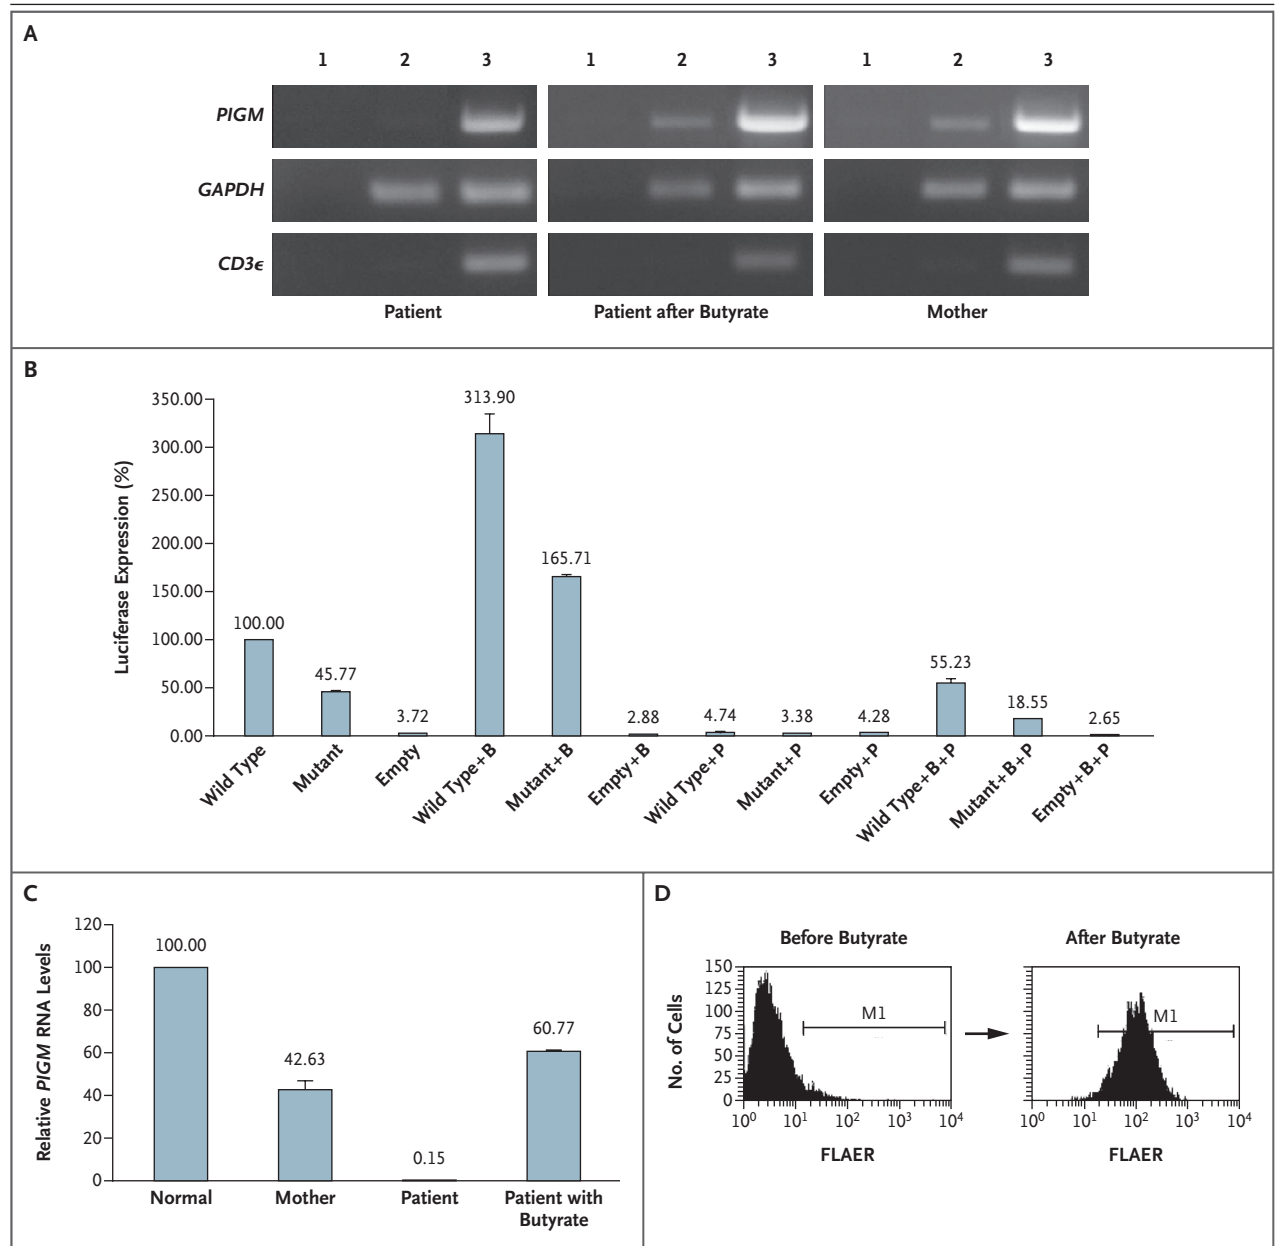 A
1 2 3 1 2 3 1 2 3
PIGM
GAPDH
CD3ϵ
Patient Patient after Butyrate Mother
B
Luciferase Expression (%)
350.00
300.00
250.00
200.00
150.00
100.00
50.00
0.00
100.00
45.77
3.72
313.90
165.71
2.88
4.74
3.38
4.28
55.23
18.55
2.65
Wild Type
Mutant
Empty
Wild Type+B
Mutant+B
Empty+B
Wild Type+P
Mutant+P
Empty+P
Wild Type+B+P
Mutant+B+P
Empty+B+P
C
Relative PIGM RNA Levels
120
100
80
60
40
20
0
100.00
42.63
0.15
60.77
Normal
Mother
Patient
Patient with
Butyrate
D
Before Butyrate
After Butyrate
No. of Cells
150
125
100
75
50
25
0
M1
M1
10⁰ 10¹ 10² 10³ 10⁴
10⁰ 10¹ 10² 10³ 10⁴
FLAER
FLAER